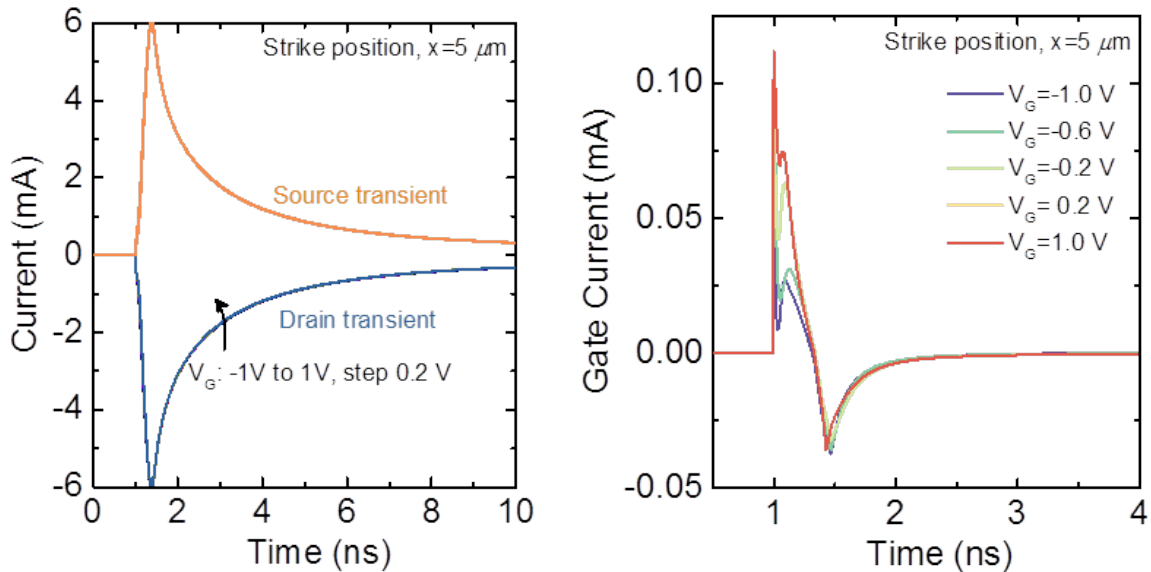 Strike position, x=5 μm
Source transient
Drain transient
V_G: -1V to 1V, step 0.2 V
Current (mA)
6
4
2
0
-2
-4
-6
0 2 4 6 8 10
Time (ns)
Strike position, x=5 μm
V_G=-1.0 V
V_G=-0.6 V
V_G=-0.2 V
V_G= 0.2 V
V_G=1.0 V
Gate Current (mA)
0.10
0.05
0.00
-0.05
1 2 3 4
Time (ns)